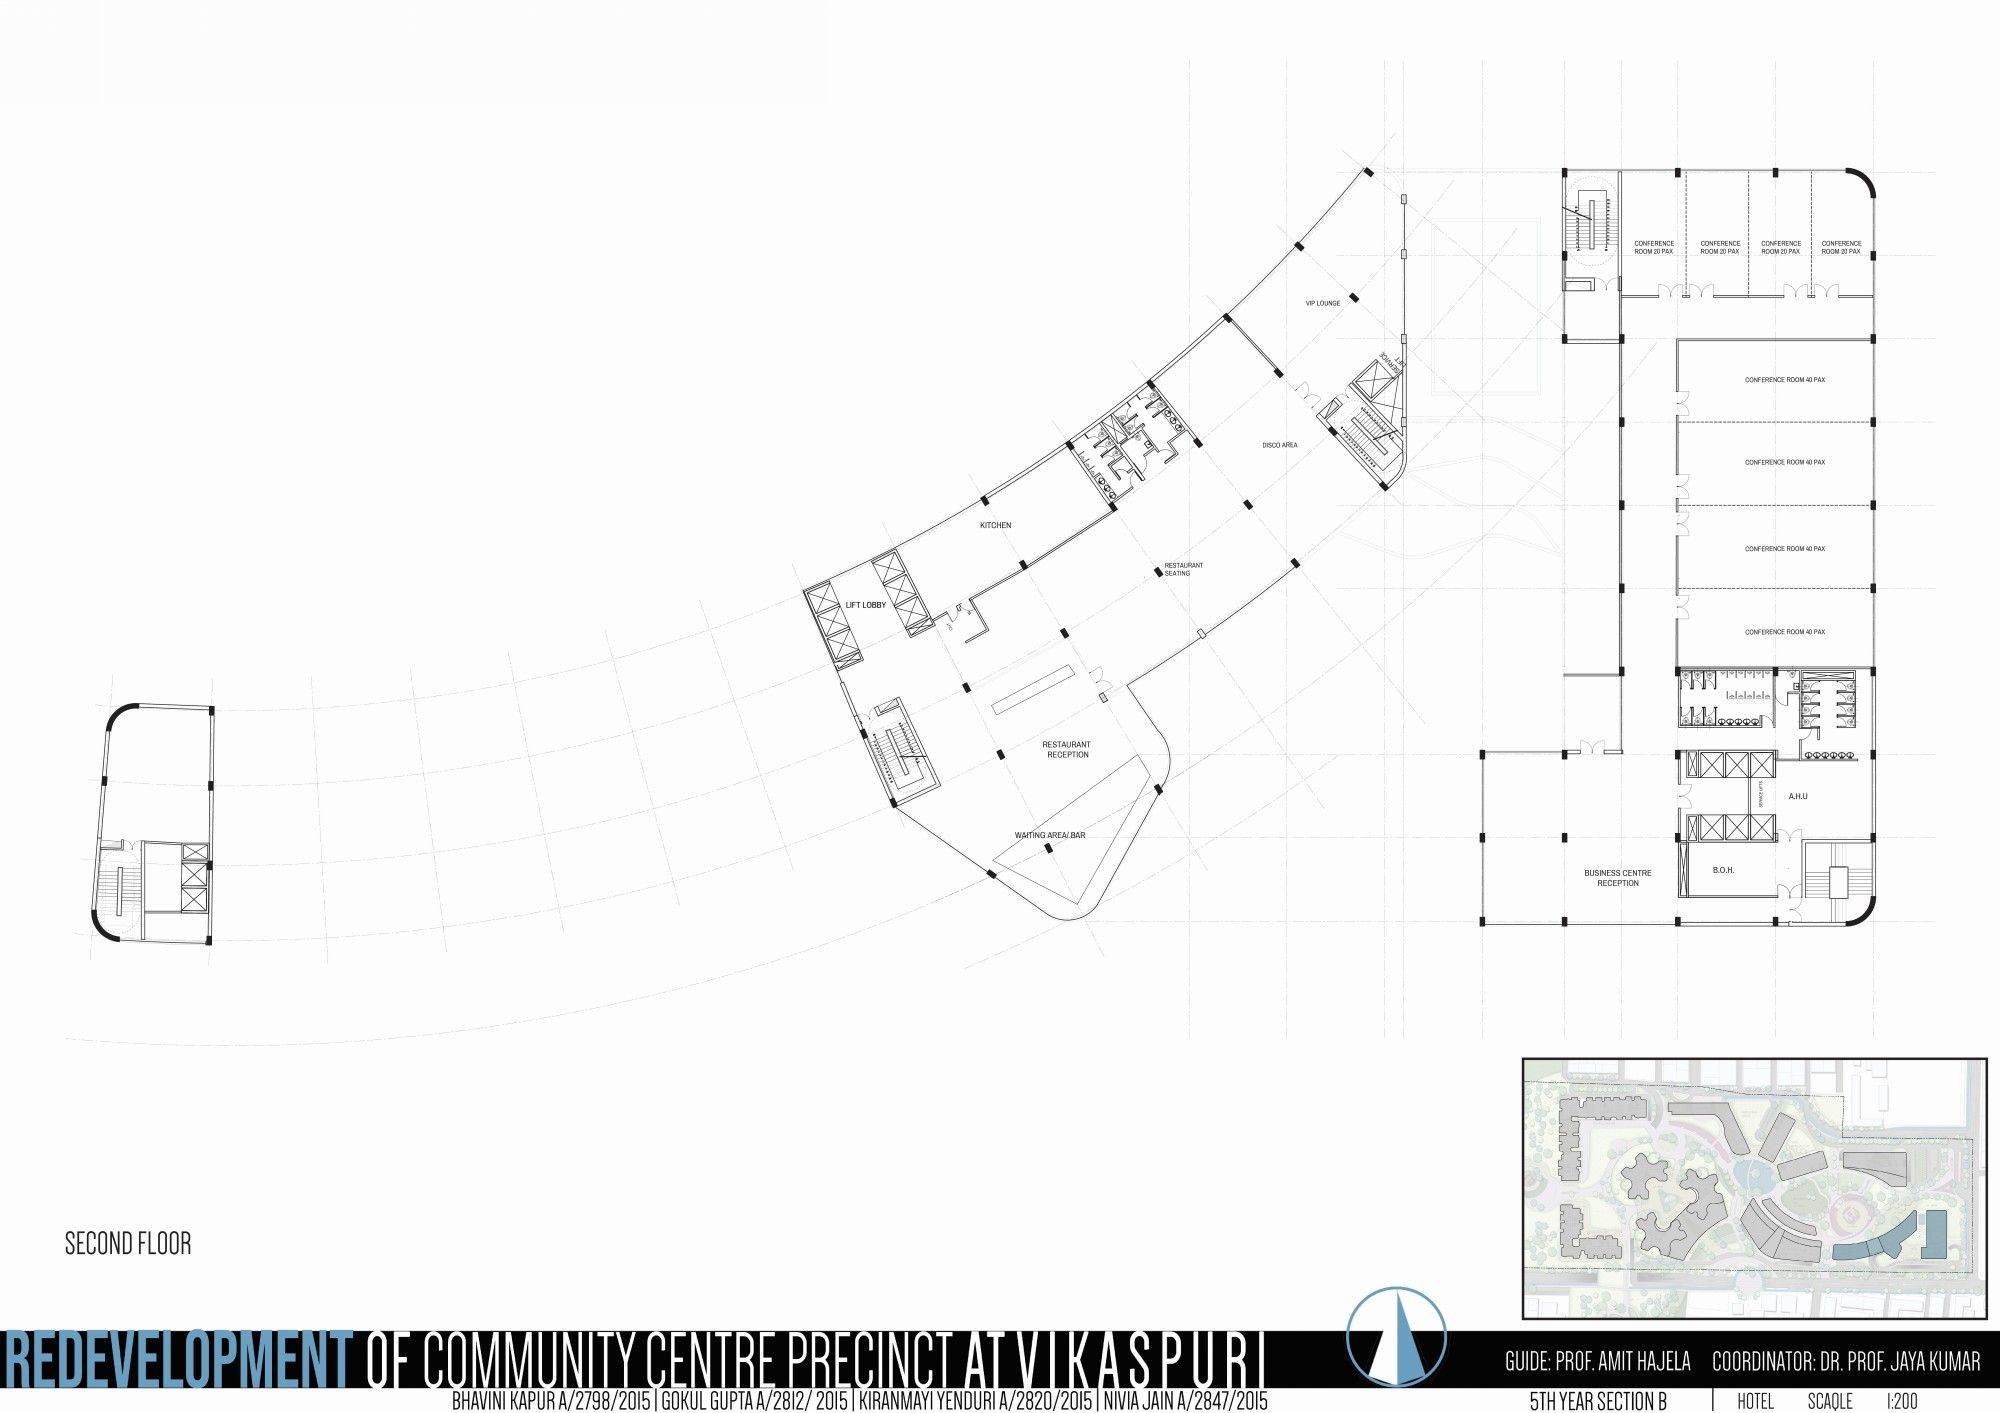 CONFERENCE
ROOM 20 PAX
CONFERENCE
ROOM 20 PAX
CONFERENCE
ROOM 20 PAX
CONFERENCE
ROOM 20 PAX
VIP LOUNGE
SERVICE
LIFT
CONFERENCE ROOM 40 PAX
DISCO AREA
CONFERENCE ROOM 40 PAX
KITCHEN
CONFERENCE ROOM 40 PAX
RESTAURANT
SEATING
LIFT LOBBY
CONFERENCE ROOM 40 PAX
RESTAURANT
RECEPTION
SERVICE LIFTS
A.H.U
WAITING AREA/ BAR
BUSINESS CENTRE
RECEPTION
B.O.H.
SECOND FLOOR
REDEVELOPMENT OF COMMUNITY CENTRE PRECINCT AT VIKASPURI
GUIDE: PROF. AMIT HAJELA COORDINATOR: DR. PROF. JAYA KUMAR
BHAVINI KAPUR A/2798/2015 | GOKUL GUPTA A/2812/ 2015 | KIRANMAYI YENDURI A/2820/2015 | NIVIA JAIN A/2847/2015
5TH YEAR SECTION B HOTEL SCAQLE 1:200